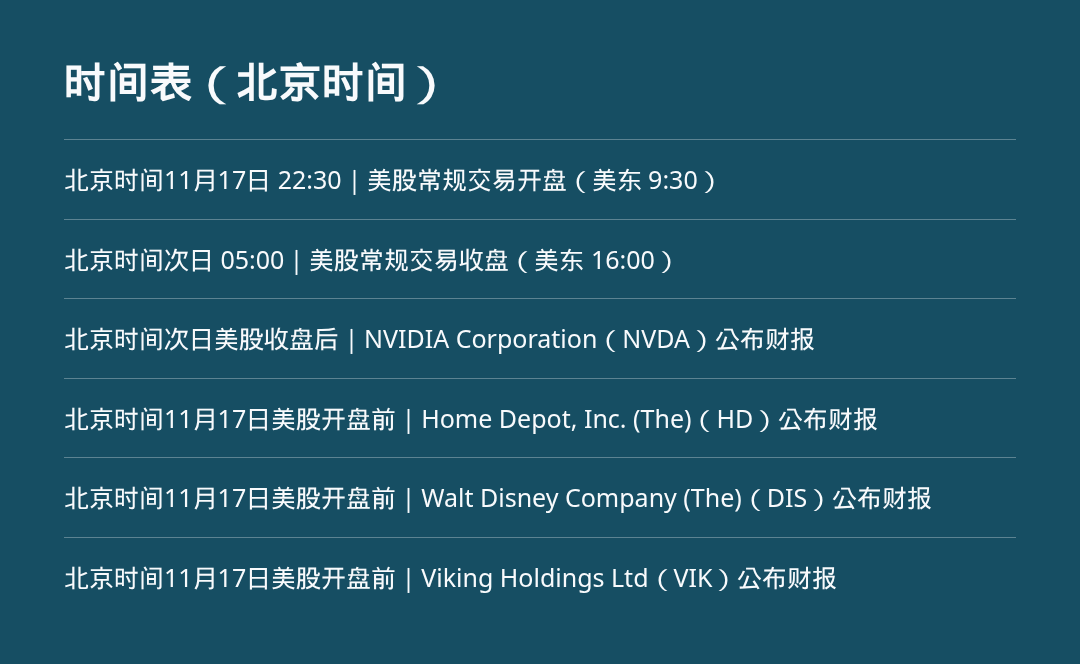 时间表（北京时间）
北京时间11月17日 22:30 | 美股常规交易开盘（美东 9:30）
北京时间次日 05:00 | 美股常规交易收盘（美东 16:00）
北京时间次日美股收盘后 | NVIDIA Corporation（NVDA）公布财报
北京时间11月17日美股开盘前 | Home Depot, Inc. (The)（HD）公布财报
北京时间11月17日美股开盘前 | Walt Disney Company (The)（DIS）公布财报
北京时间11月17日美股开盘前 | Viking Holdings Ltd（VIK）公布财报